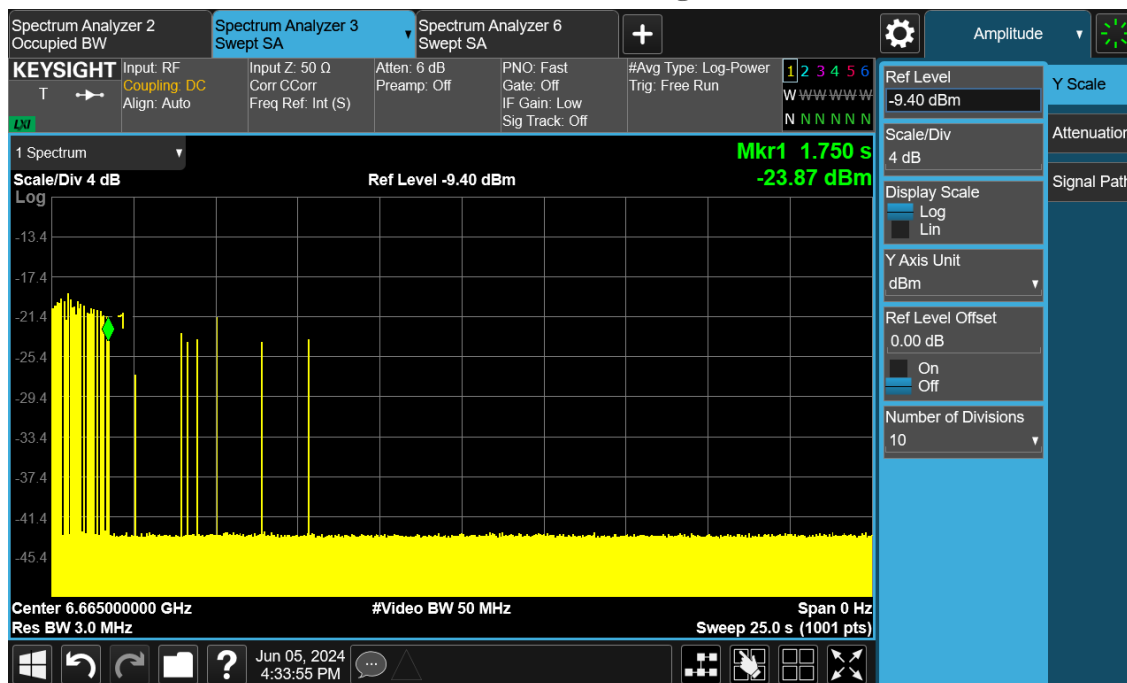 Spectrum Analyzer 2
Occupied BW
Spectrum Analyzer 3
Swept SA
Spectrum Analyzer 6
Swept SA
Amplitude
KEYSIGHT
T
LXI
Input: RF
Coupling: DC
Align: Auto
Input Z: 50 Ω
Corr CCorr
Freq Ref: Int (S)
Atten: 6 dB
Preamp: Off
PNO: Fast
Gate: Off
IF Gain: Low
Sig Track: Off
#Avg Type: Log-Power
Trig: Free Run
1 2 3 4 5 6
W W W W W W
N N N N N N
1 Spectrum
Mkr1 1.750 s
Scale/Div 4 dB
Ref Level -9.40 dBm
-23.87 dBm
Log
-13.4
-17.4
-21.4
1
-25.4
-29.4
-33.4
-37.4
-41.4
-45.4
Center 6.665000000 GHz
#Video BW 50 MHz
Span 0 Hz
Res BW 3.0 MHz
Sweep 25.0 s (1001 pts)
Jun 05, 2024
4:33:55 PM
Ref Level
-9.40 dBm
Scale/Div
4 dB
Display Scale
Log
Lin
Y Axis Unit
dBm
Ref Level Offset
0.00 dB
On
Off
Number of Divisions
10
Y Scale
Attenuation
Signal Path